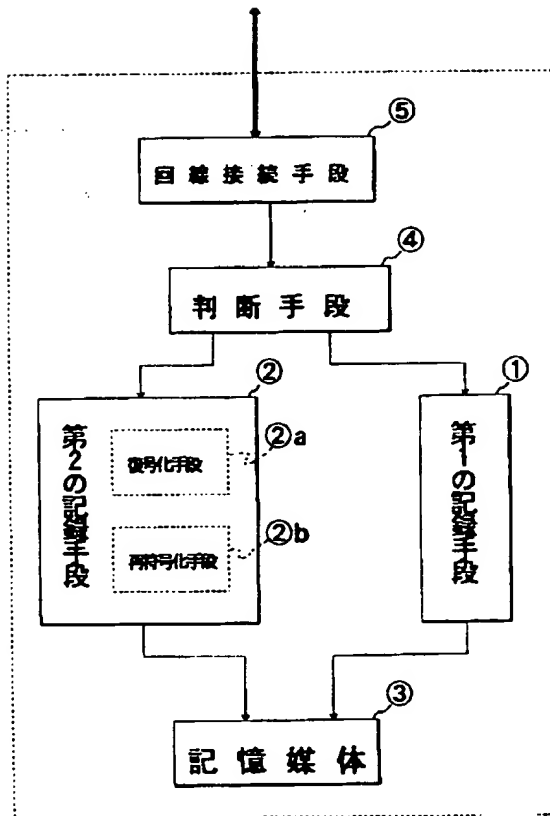 ⑤
回線接続手段
④
判断手段
②
①
第2の記録手段
復号化手段
②a
再符号化手段
②b
第1の記録手段
③
記憶媒体